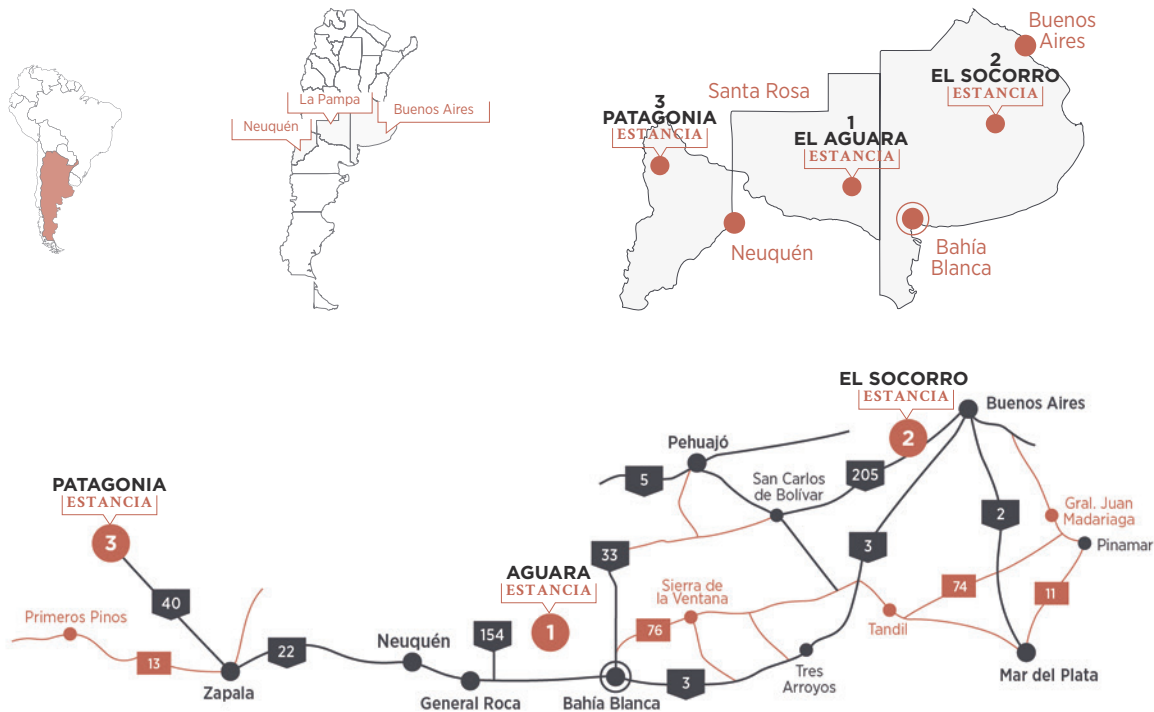 La Pampa
Buenos Aires
Neuquén
Buenos
Aires
2
EL SOCORRO
ESTANCIA
Santa Rosa
3
PATAGONIA
ESTANCIA
1
EL AGUARA
ESTANCIA
Neuquén
Bahía
Blanca
EL SOCORRO
ESTANCIA
2
Buenos Aires
Pehuajó
5
San Carlos
de Bolívar
205
PATAGONIA
ESTANCIA
3
2
Gral. Juan
Madariaga
Pinamar
33
3
AGUARA
ESTANCIA
1
Sierra de
la Ventana
74
11
40
Primeros Pinos
13
22
Zapala
Neuquén
154
General Roca
76
Bahía Blanca
3
Tres
Arroyos
Tandil
Mar del Plata